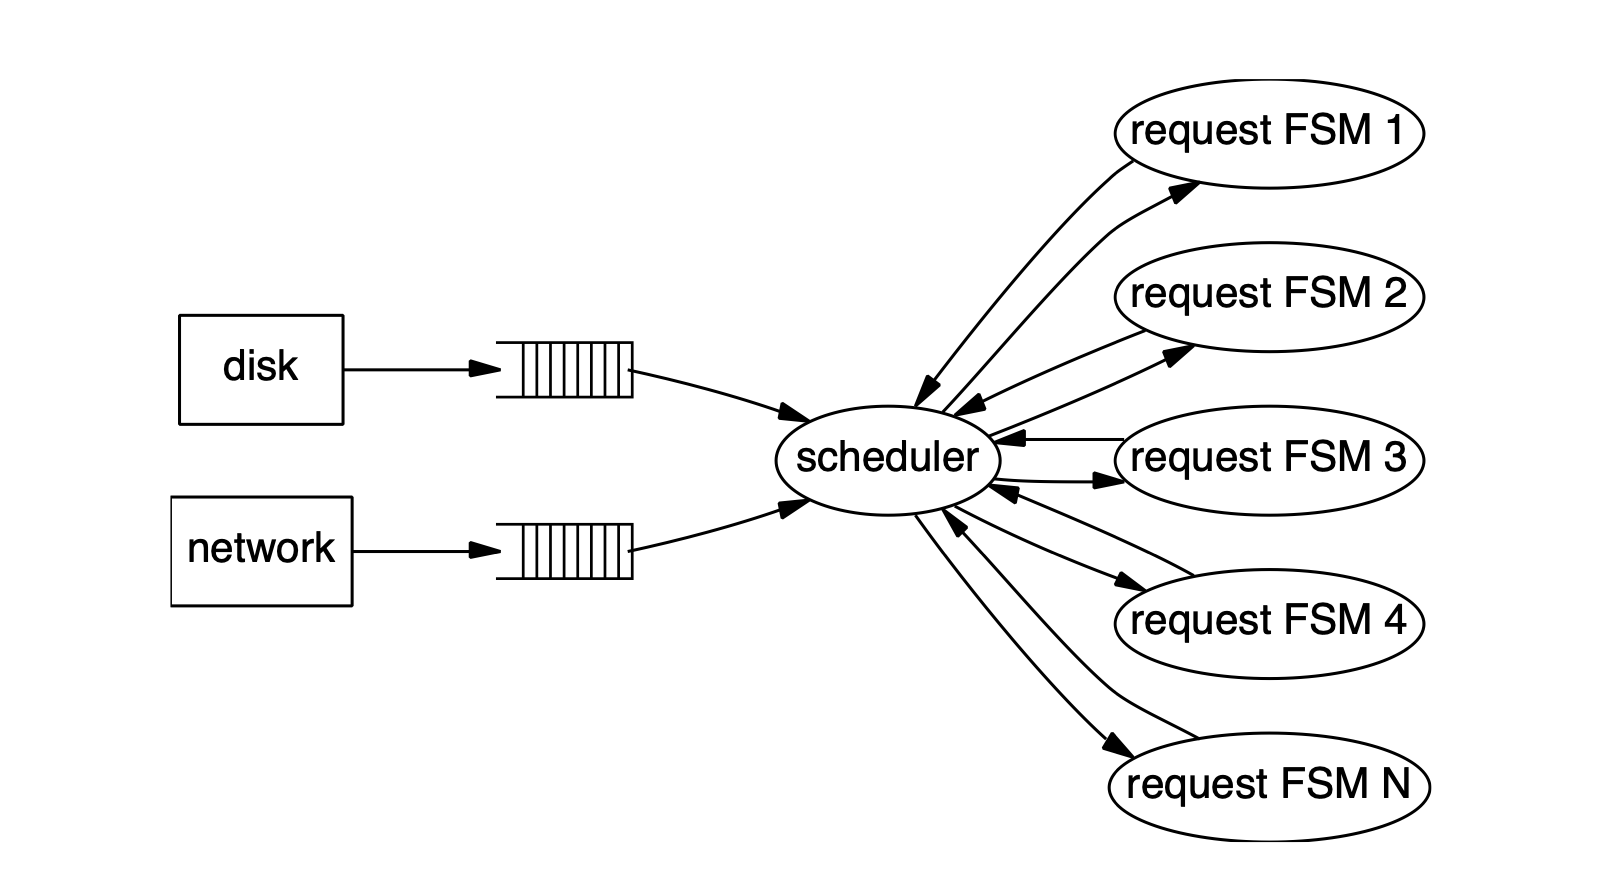 disk
network
scheduler
request FSM 1
request FSM 2
request FSM 3
request FSM 4
request FSM N